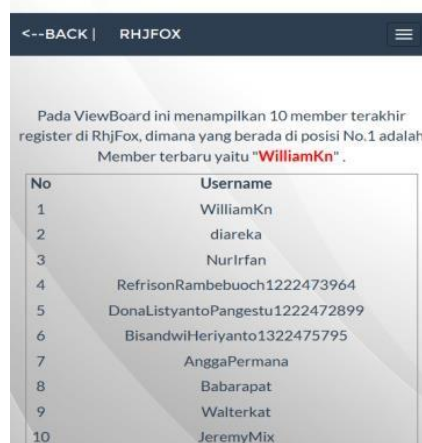 <--BACK | RHJFOX
Pada ViewBoard ini menampilkan 10 member terakhir
register di RhjFox, dimana yang berada di posisi No.1 adalah
Member terbaru yaitu "WilliamKn" .
No Username
1 WilliamKn
2 diareka
3 NurIrfan
4 RefrisonRambebuoch1222473964
5 DonaListyantoPangestu1222472899
6 BisandwiHeriyanto1322475795
7 AnggaPermana
8 Babarapat
9 Walterkat
10 JeremyMix